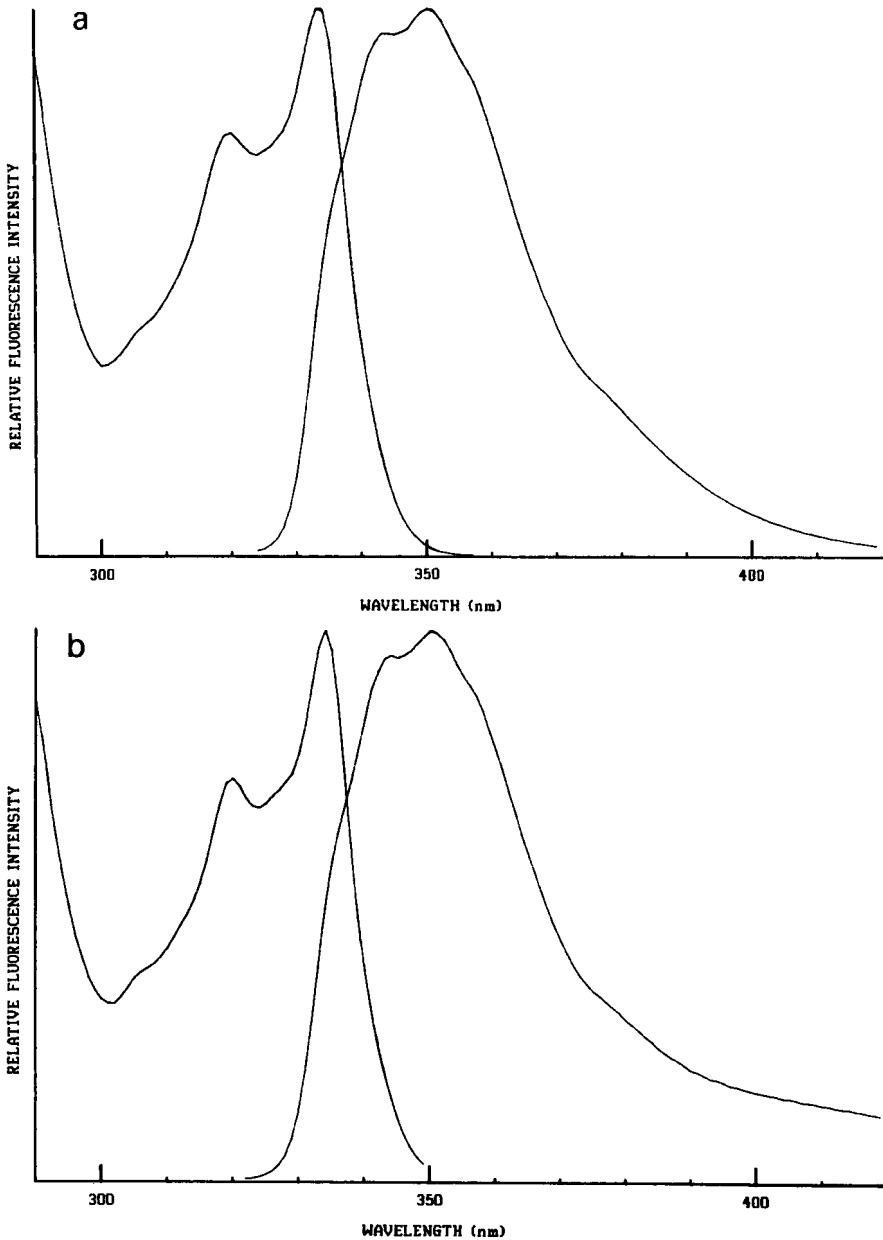 a
RELATIVE FLUORESCENCE INTENSITY
300
350
400
WAVELENGTH (nm)
b
RELATIVE FLUORESCENCE INTENSITY
300
350
400
WAVELENGTH (nm)